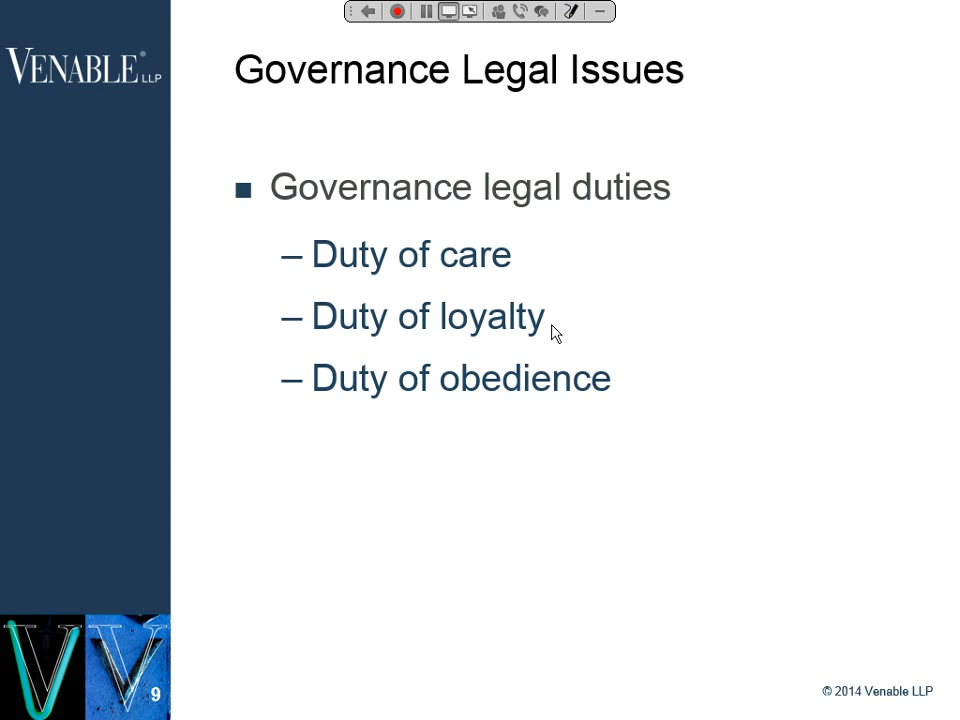 VENABLE® LLP
Governance Legal Issues
■ Governance legal duties
– Duty of care
– Duty of loyalty
– Duty of obedience
9
© 2014 Venable LLP